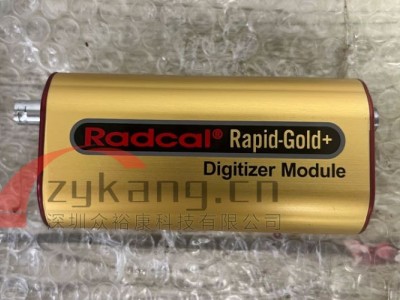 Radcal® Rapid-Gold+
Digitizer Module
zykang.cn
深圳众裕康科技有限公司